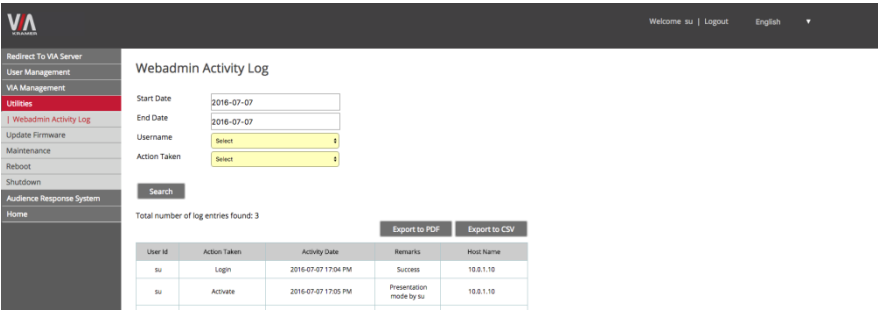 VIA
KRAMER
Welcome su | Logout English ▼
Redirect To VIA Server
User Management
VIA Management
Utilities
| Webadmin Activity Log
Update Firmware
Maintenance
Reboot
Shutdown
Audience Response System
Home
Webadmin Activity Log
Start Date 2016-07-07
End Date 2016-07-07
Username Select
Action Taken Select
Search
Total number of log entries found: 3
Export to PDF Export to CSV
User Id Action Taken Activity Date Remarks Host Name
su Login 2016-07-07 17:04 PM Success 10.0.1.10
su Activate 2016-07-07 17:05 PM Presentation mode by su 10.0.1.10